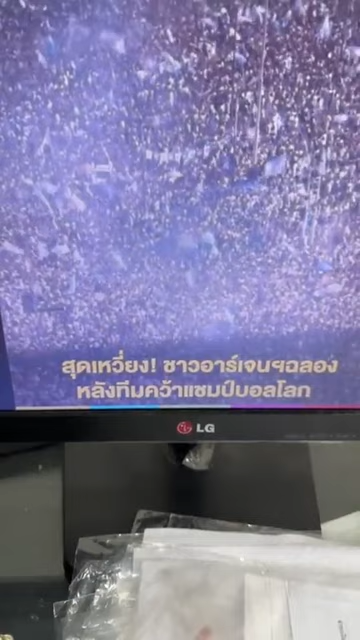 สุดเหวี่ยง! ชาวอาร์เจนฯฉลอง
หลังทีมคว้าแชมป์บอลโลก
LG